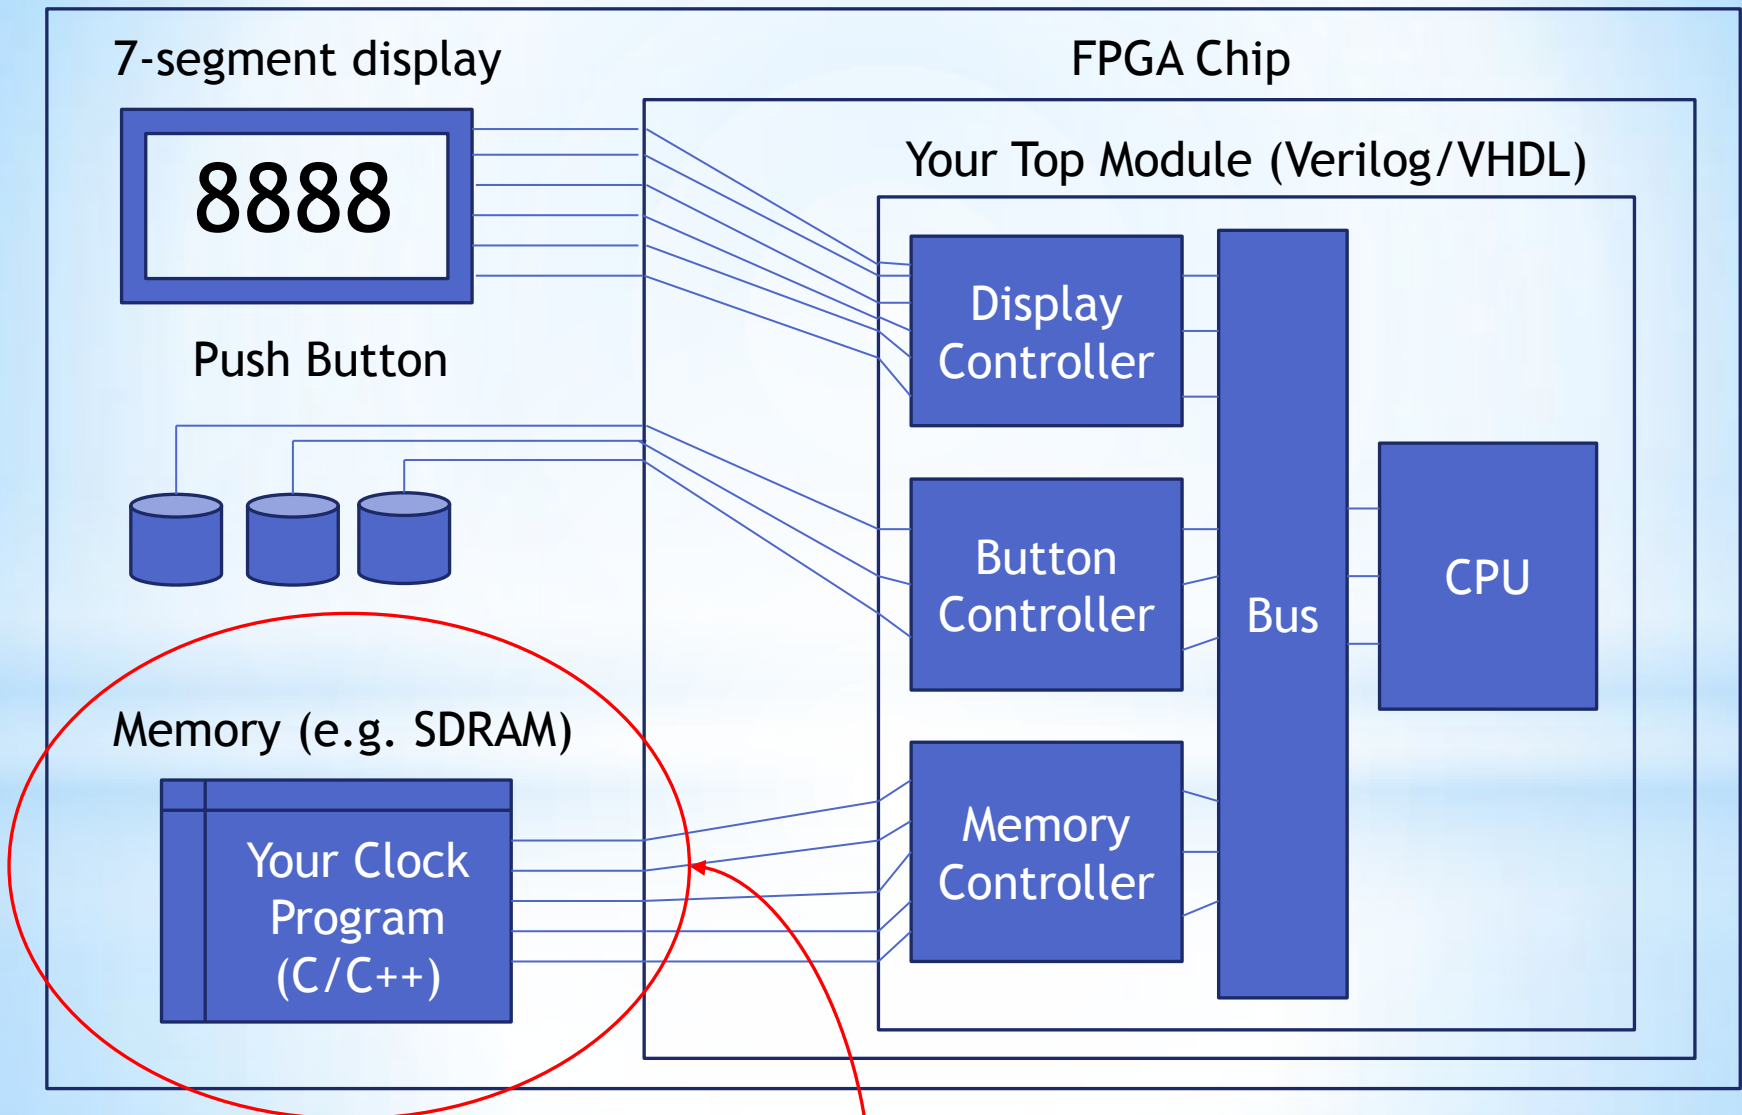 7-segment display
FPGA Chip
Your Top Module (Verilog/VHDL)
8888
Display
Controller
Push Button
Button
Controller
Bus
CPU
Memory (e.g. SDRAM)
Your Clock
Program
(C/C++)
Memory
Controller